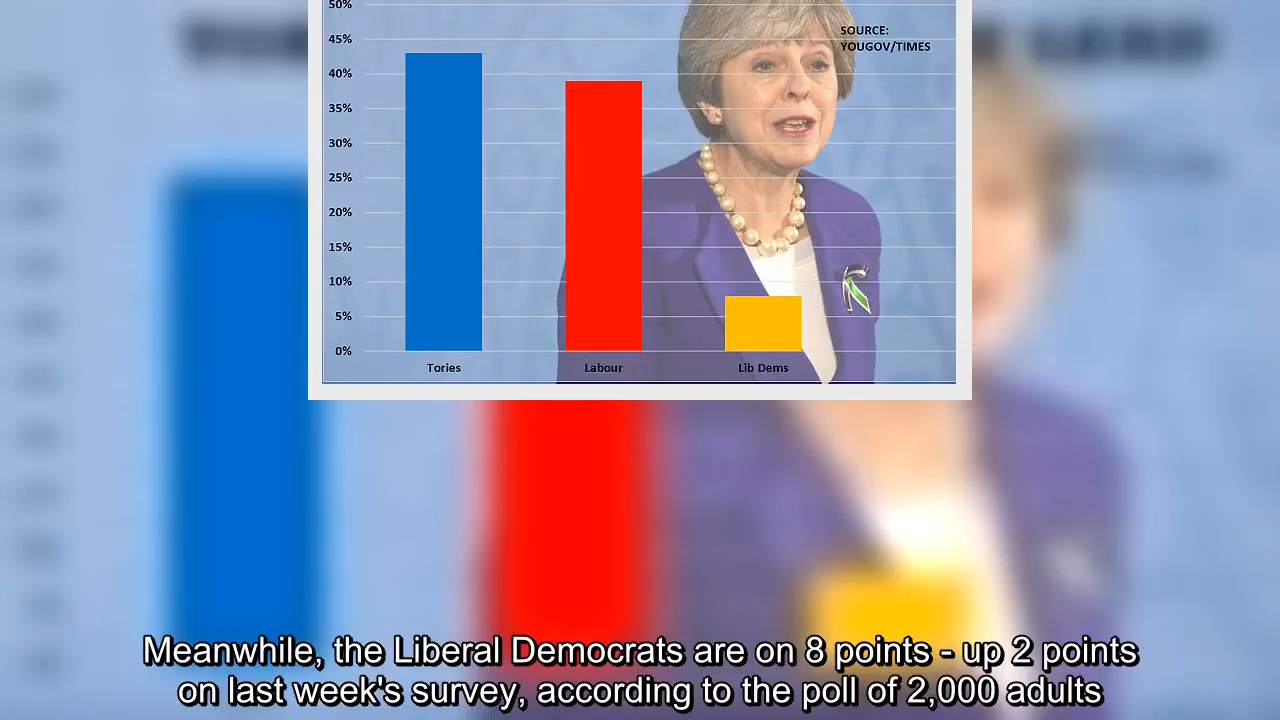 50%
45%
40%
35%
30%
25%
20%
15%
10%
5%
0%
SOURCE:
YOUGOV/TIMES
Tories
Labour
Lib Dems
Meanwhile, the Liberal Democrats are on 8 points - up 2 points
on last week's survey, according to the poll of 2,000 adults